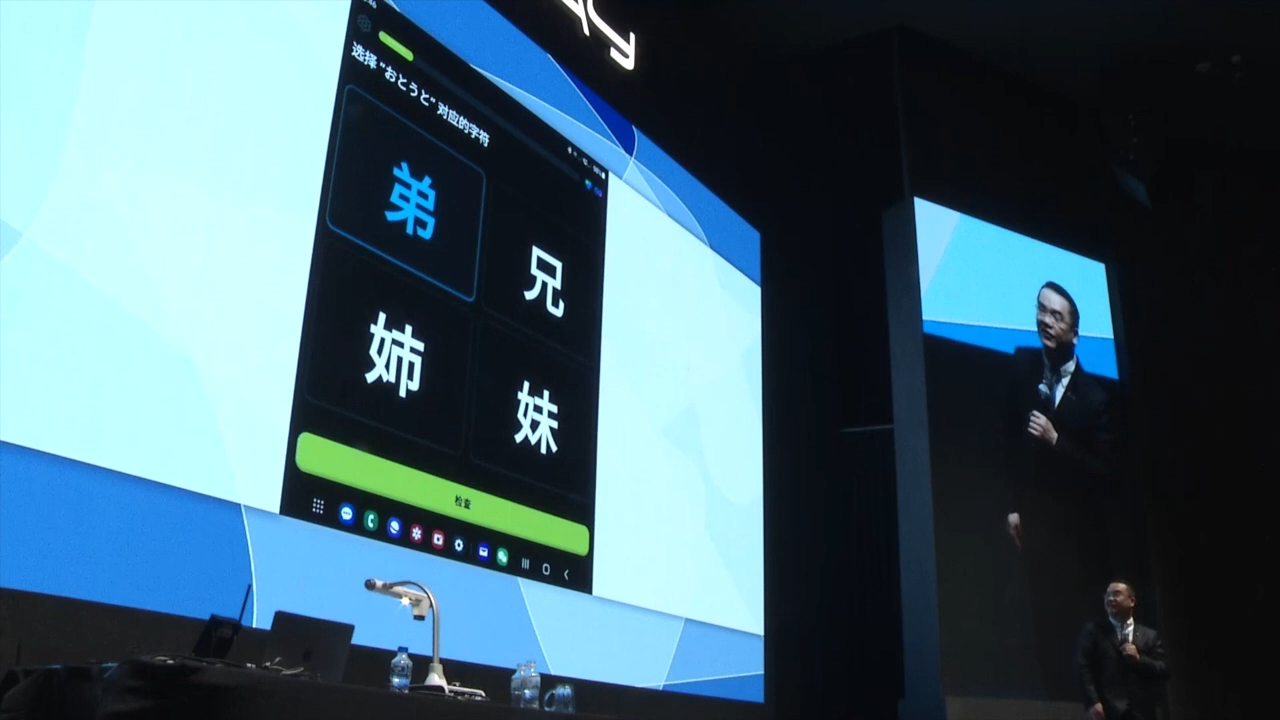 选择 “おとうと” 对应的字符
弟
兄
姉
妹
检查